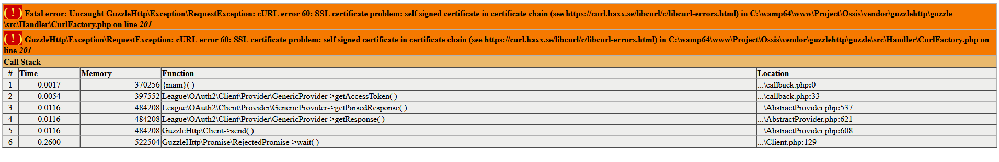 ( ! ) Fatal error: Uncaught GuzzleHttp\Exception\RequestException: cURL error 60: SSL certificate problem: self signed certificate in certificate chain (see https://curl.haxx.se/libcurl/c/libcurl-errors.html) in C:\wamp64\www\Project\Ossis\vendor\guzzlehttp\guzzle
\src\Handler\CurlFactory.php on line 201
( ! ) GuzzleHttp\Exception\RequestException: cURL error 60: SSL certificate problem: self signed certificate in certificate chain (see https://curl.haxx.se/libcurl/c/libcurl-errors.html) in C:\wamp64\www\Project\Ossis\vendor\guzzlehttp\guzzle\src\Handler\CurlFactory.php on
line 201
Call Stack
# Time Memory Function Location
1 0.0017 370256 {main}( ) ...\callback.php:0
2 0.0054 397552 League\OAuth2\Client\Provider\GenericProvider->getAccessToken( ) ...\callback.php:33
3 0.0116 484208 League\OAuth2\Client\Provider\GenericProvider->getParsedResponse( ) ...\AbstractProvider.php:537
4 0.0116 484208 League\OAuth2\Client\Provider\GenericProvider->getResponse( ) ...\AbstractProvider.php:621
5 0.0116 484208 GuzzleHttp\Client->send( ) ...\AbstractProvider.php:608
6 0.2600 522504 GuzzleHttp\Promise\RejectedPromise->wait( ) ...\Client.php:129